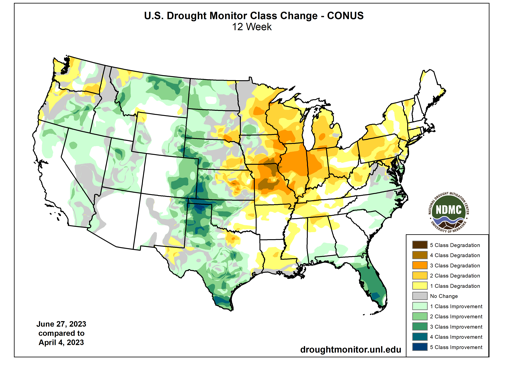 U.S. Drought Monitor Class Change - CONUS
12 Week
NDMC
5 Class Degradation
4 Class Degradation
3 Class Degradation
2 Class Degradation
1 Class Degradation
No Change
1 Class Improvement
2 Class Improvement
3 Class Improvement
4 Class Improvement
5 Class Improvement
June 27, 2023
compared to
April 4, 2023
droughtmonitor.unl.edu